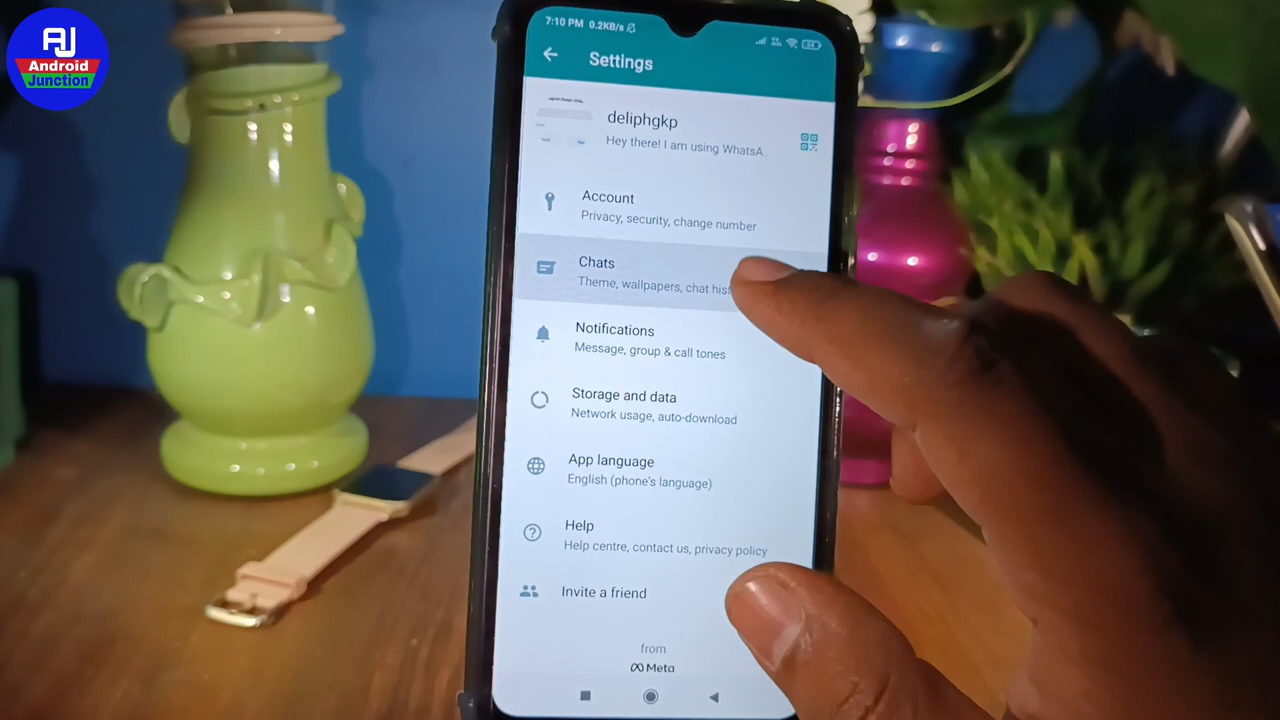 AJ
Android
Junction
7:10 PM 0.2KB/s
Settings
deliphgkp
Hey there! I am using WhatsA...
Account
Privacy, security, change number
Chats
Theme, wallpapers, chat his
Notifications
Message, group & call tones
Storage and data
Network usage, auto-download
App language
English (phone's language)
Help
Help centre, contact us, privacy policy
Invite a friend
from
Meta